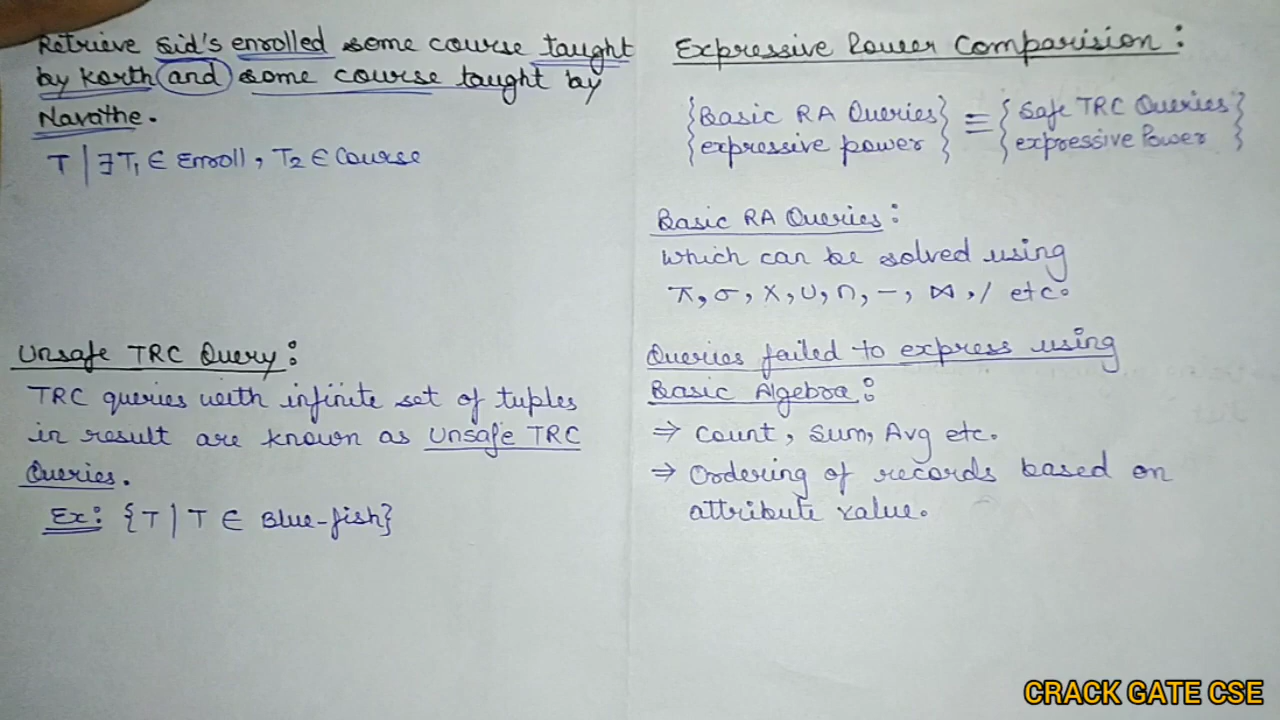 Retrieve Sid's enrolled some course taught
by Korth and some course taught by
Navathe.
T | ∃T₁ ∈ Enroll, T₂ ∈ Course
Unsafe TRC Query:
TRC queries with infinite set of tuples
in result are known as Unsafe TRC
Queries.
Ex: {T | T ∈ Blue-fish}
Expressive Power Comparision:
{Basic RA Queries expressive power} ≡ {Safe TRC Queries expressive Power}
Basic RA Queries:
Which can be solved using
π, σ, ×, ∪, ∩, −, ⋈, / etc.
Queries failed to express using
Basic Algebra:
⇒ Count, Sum, Avg etc.
⇒ Ordering of records based on
attribute value.
CRACK GATE CSE